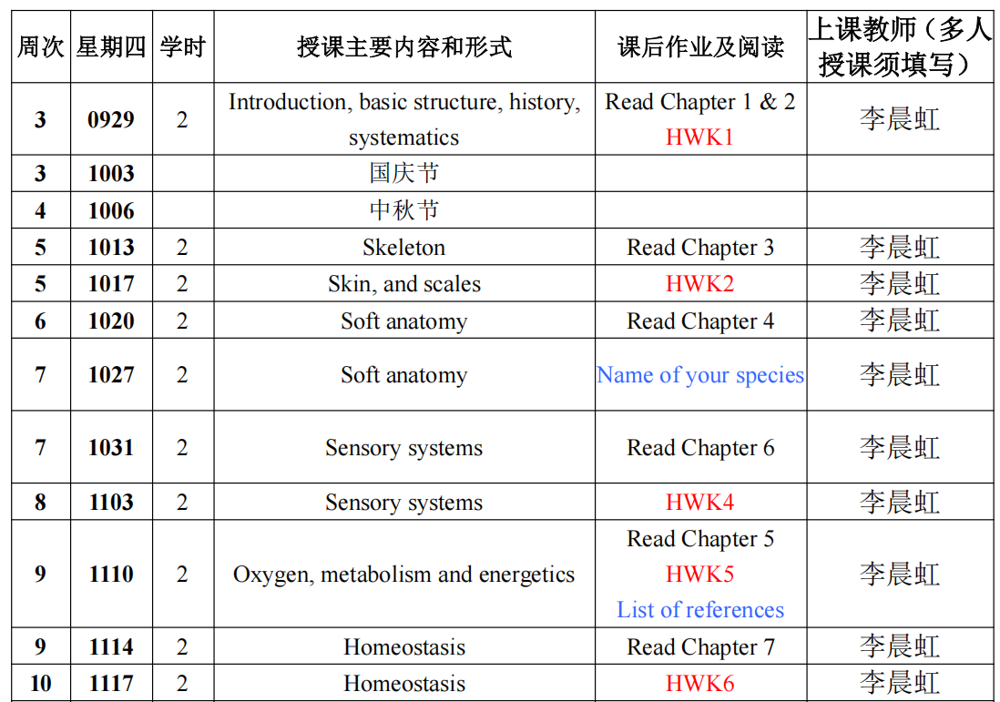 周次 星期四 学时 授课主要内容和形式 课后作业及阅读 上课教师（多人
授课须填写）
3 0929 2 Introduction, basic structure, history, Read Chapter 1 & 2 李晨虹
systematics HWK1
3 1003 国庆节
4 1006 中秋节
5 1013 2 Skeleton Read Chapter 3 李晨虹
5 1017 2 Skin, and scales HWK2 李晨虹
6 1020 2 Soft anatomy Read Chapter 4 李晨虹
7 1027 2 Soft anatomy Name of your species 李晨虹
7 1031 2 Sensory systems Read Chapter 6 李晨虹
8 1103 2 Sensory systems HWK4 李晨虹
Read Chapter 5
9 1110 2 Oxygen, metabolism and energetics HWK5 李晨虹
List of references
9 1114 2 Homeostasis Read Chapter 7 李晨虹
10 1117 2 Homeostasis HWK6 李晨虹